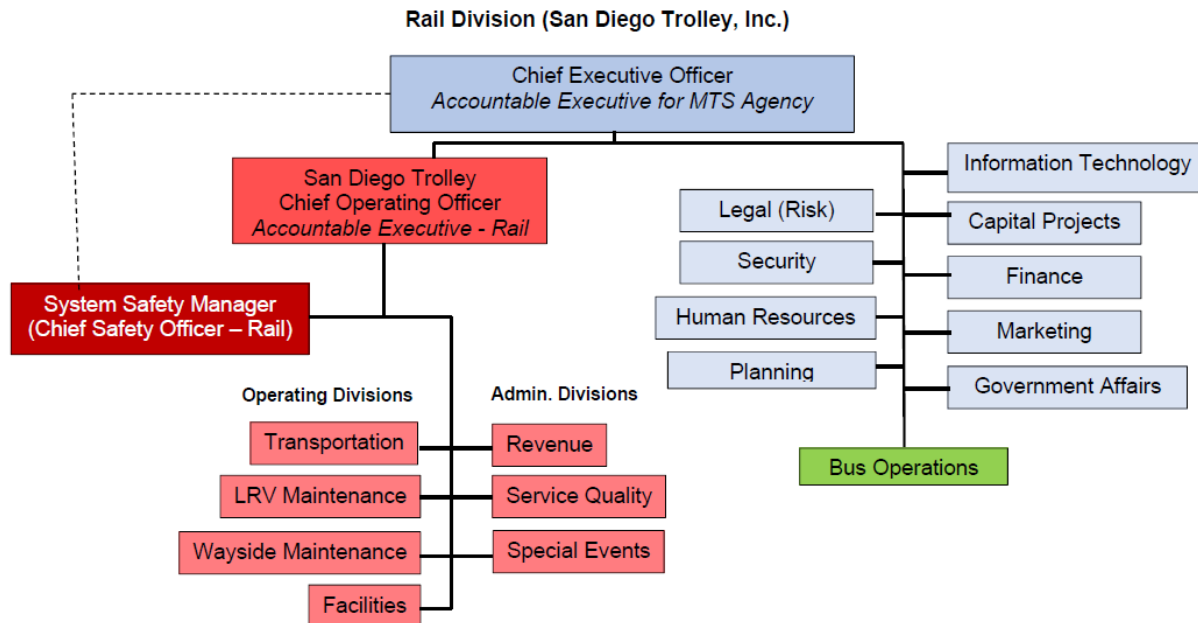 Rail Division (San Diego Trolley, Inc.)
Chief Executive Officer
Accountable Executive for MTS Agency
San Diego Trolley
Chief Operating Officer
Accountable Executive - Rail
System Safety Manager
(Chief Safety Officer – Rail)
Information Technology
Legal (Risk)
Capital Projects
Security
Finance
Human Resources
Marketing
Planning
Government Affairs
Bus Operations
Operating Divisions
Admin. Divisions
Transportation
Revenue
LRV Maintenance
Service Quality
Wayside Maintenance
Special Events
Facilities